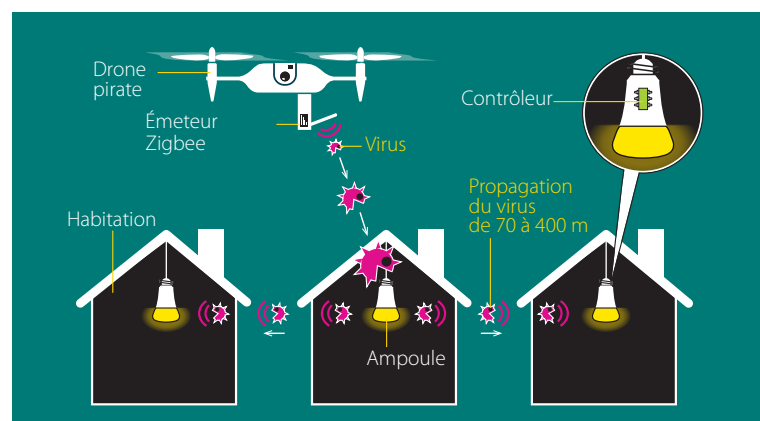 Drone
pirate
Émeteur
Zigbee
Virus
Contrôleur
Propagation
du virus
de 70 à 400 m
Habitation
Ampoule